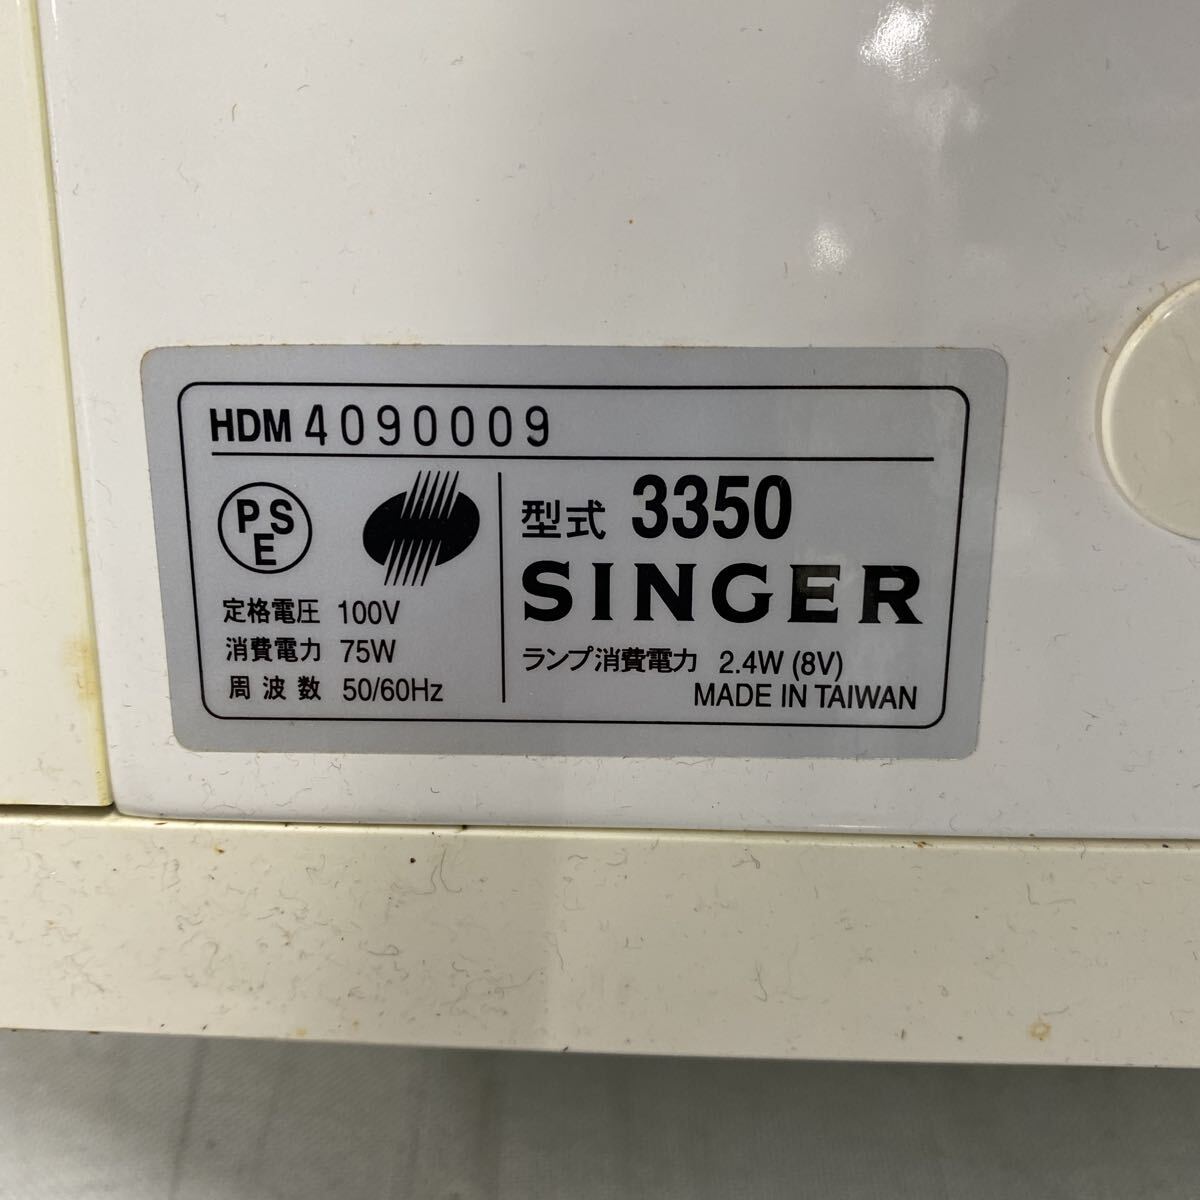 HDM 4090009
PSE
定格電圧 100V
消費電力 75W
周波数 50/60Hz
型式 3350
SINGER
ランプ消費電力 2.4W (8V)
MADE IN TAIWAN